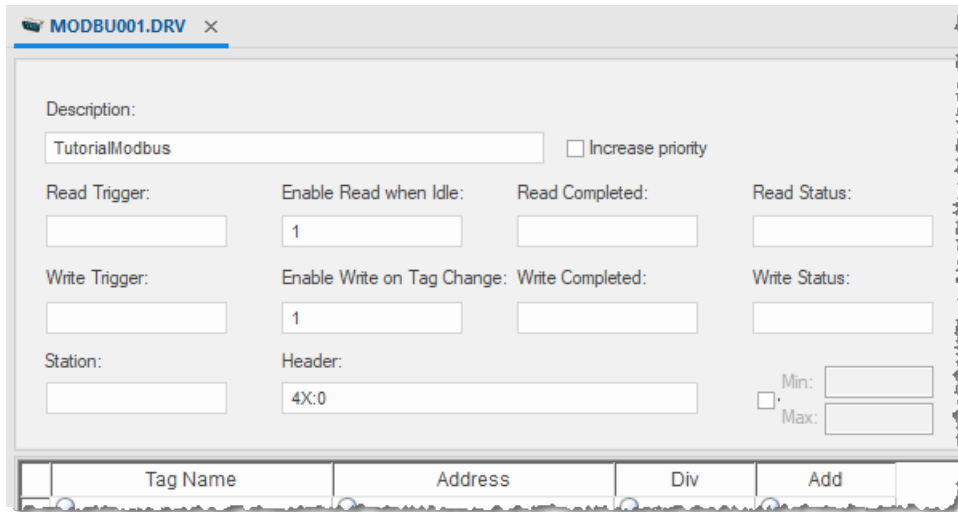 MODBU001.DRV
Description:
TutorialModbus
Increase priority
Read Trigger: Enable Read when Idle: Read Completed: Read Status:
1
Write Trigger: Enable Write on Tag Change: Write Completed: Write Status:
1
Station: Header:
4X:0
Min:
Max:
Tag Name Address Div Add